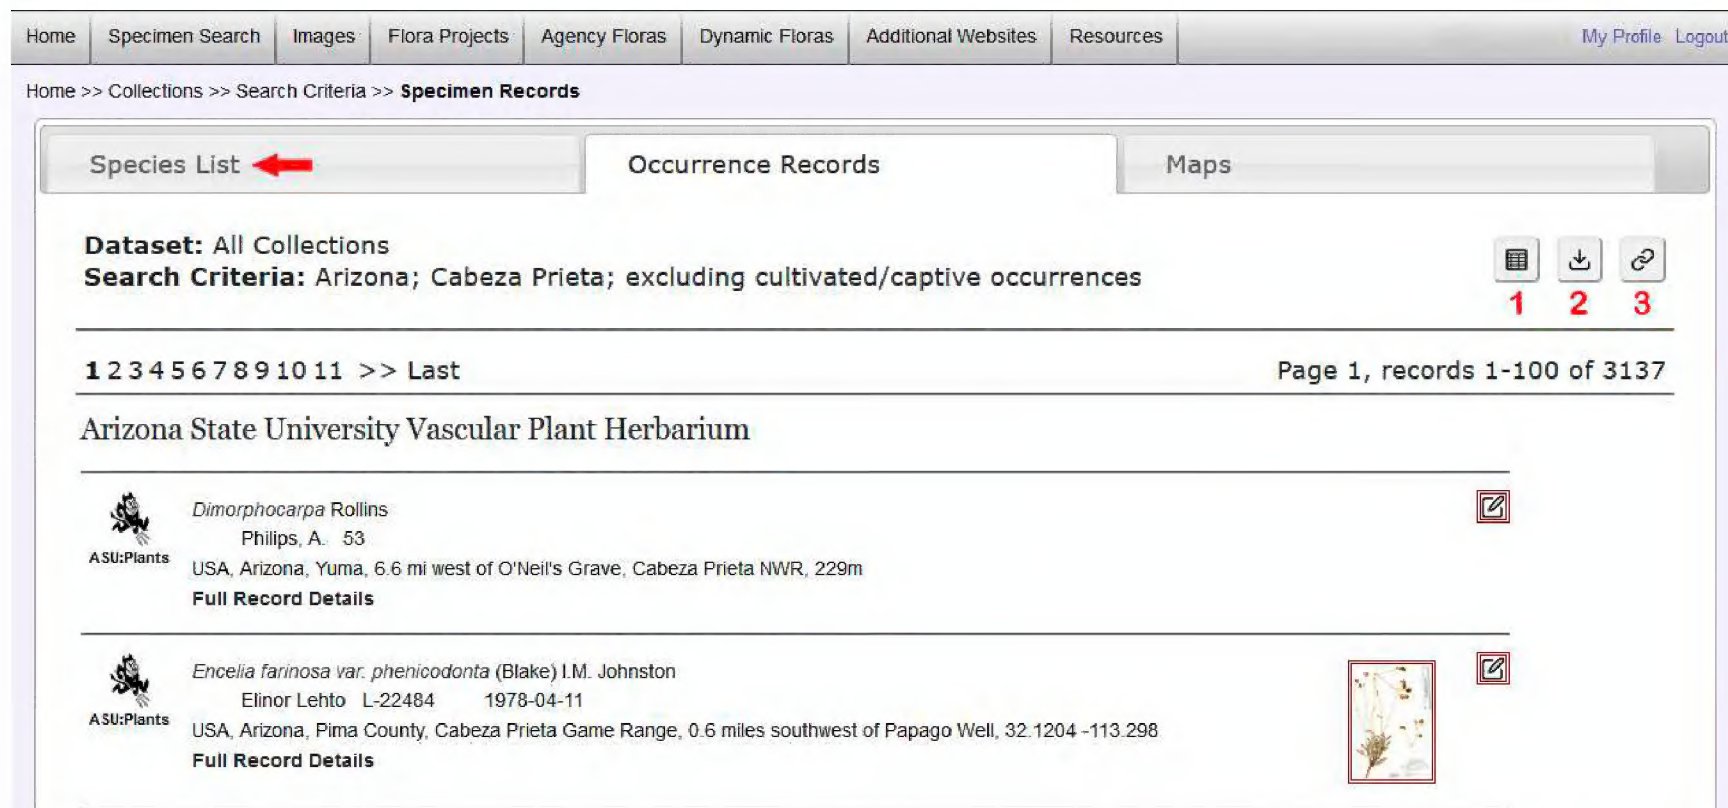 Home Specimen Search Images Flora Projects Agency Floras Dynamic Floras Additional Websites Resources My Profile Logout
Home >> Collections >> Search Criteria >> Specimen Records
Species List Occurrence Records Maps
Dataset: All Collections
Search Criteria: Arizona; Cabeza Prieta; excluding cultivated/captive occurrences
1 2 3
1 2 3 4 5 6 7 8 9 10 11 >> Last Page 1, records 1-100 of 3137
Arizona State University Vascular Plant Herbarium
Dimorphocarpa Rollins
Philips, A. 53
ASU:Plants
USA, Arizona, Yuma, 6.6 mi west of O'Neil's Grave, Cabeza Prieta NWR, 229m
Full Record Details
Encelia farinosa var. phenicodonta (Blake) I.M. Johnston
Elinor Lehto L-22484 1978-04-11
ASU:Plants
USA, Arizona, Pima County, Cabeza Prieta Game Range, 0.6 miles southwest of Papago Well, 32.1204 -113.298
Full Record Details